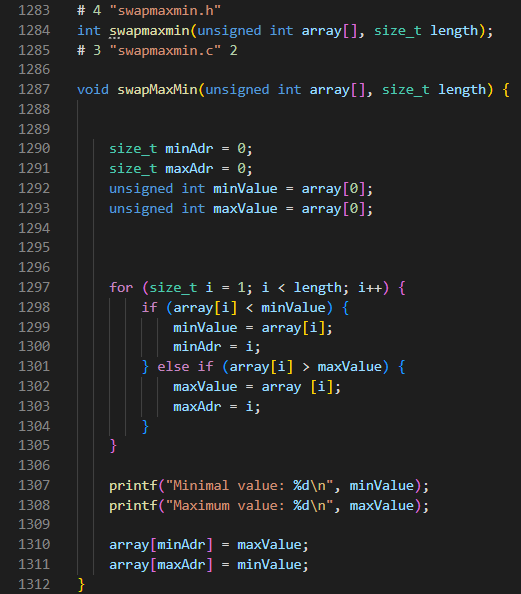 1283 # 4 "swapmaxmin.h"
1284 int swapmaxmin(unsigned int array[], size_t length);
1285 # 3 "swapmaxmin.c" 2
1286
1287 void swapMaxMin(unsigned int array[], size_t length) {
1288
1289
1290     size_t minAdr = 0;
1291     size_t maxAdr = 0;
1292     unsigned int minValue = array[0];
1293     unsigned int maxValue = array[0];
1294
1295
1296
1297     for (size_t i = 1; i < length; i++) {
1298         if (array[i] < minValue) {
1299             minValue = array[i];
1300             minAdr = i;
1301         } else if (array[i] > maxValue) {
1302             maxValue = array [i];
1303             maxAdr = i;
1304         }
1305     }
1306
1307     printf("Minimal value: %d\n", minValue);
1308     printf("Maximum value: %d\n", maxValue);
1309
1310     array[minAdr] = maxValue;
1311     array[maxAdr] = minValue;
1312 }